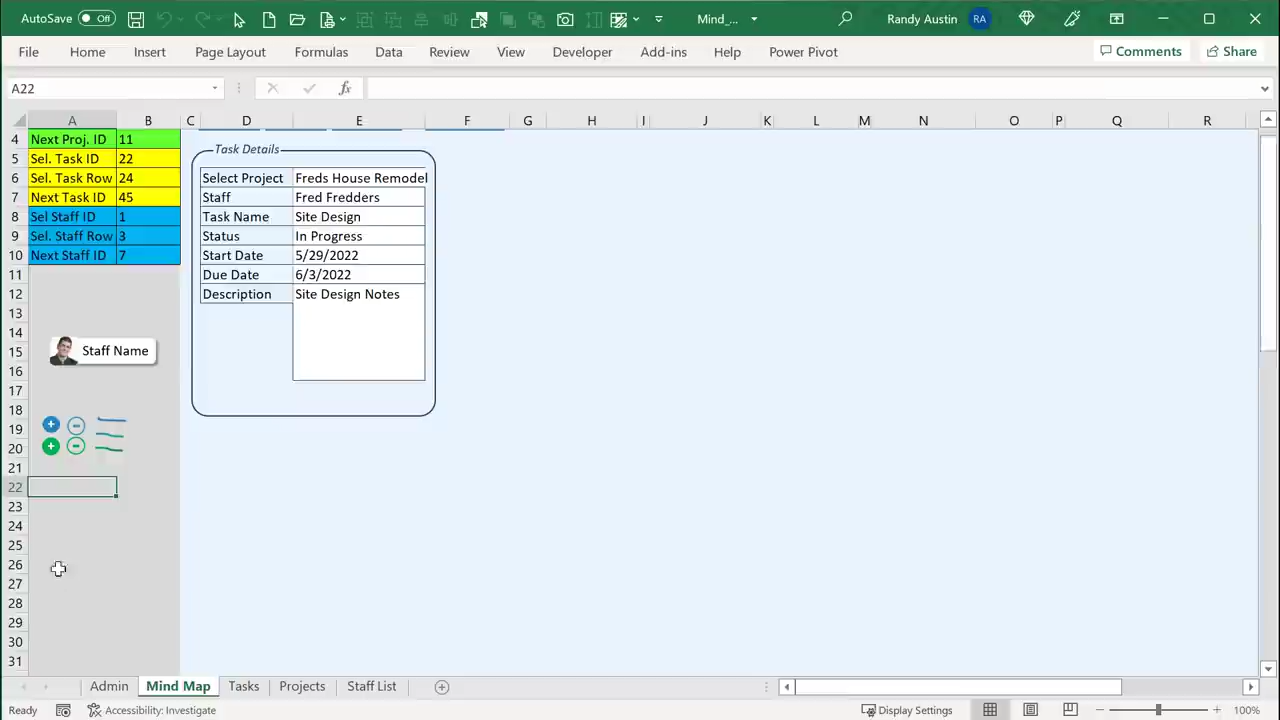 AutoSave Off Mind_... Randy Austin RA
File Home Insert Page Layout Formulas Data Review View Developer Add-ins Help Power Pivot Comments Share
A22 fx
A B C D E F G H I J K L M N O P Q R
4 Next Proj. ID 11
Task Details
5 Sel. Task ID 22
6 Sel. Task Row 24 Select Project Freds House Remodel
7 Next Task ID 45 Staff Fred Fredders
8 Sel Staff ID 1 Task Name Site Design
9 Sel. Staff Row 3 Status In Progress
10 Next Staff ID 7 Start Date 5/29/2022
11 Due Date 6/3/2022
12 Description Site Design Notes
13
14
15 Staff Name
16
17
18
19
20
21
22
23
24
25
26
27
28
29
30
31
Admin Mind Map Tasks Projects Staff List
Ready Accessibility: Investigate Display Settings 100%